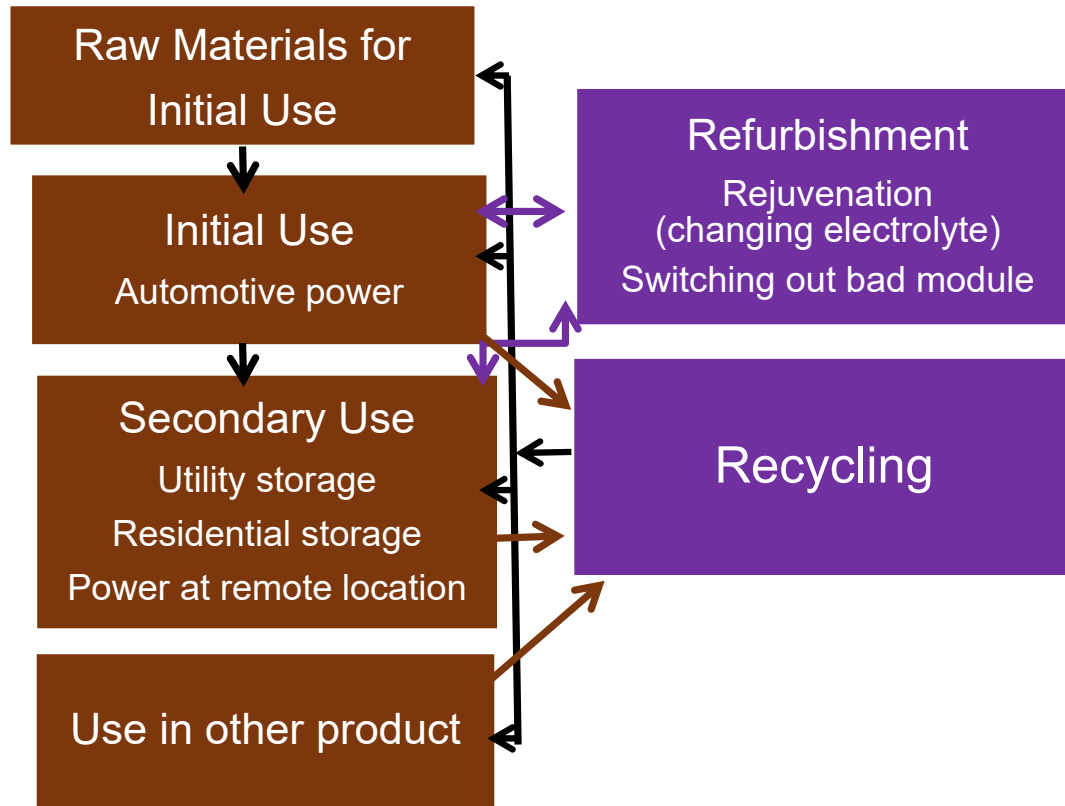 Raw Materials for
Initial Use
Initial Use
Automotive power
Secondary Use
Utility storage
Residential storage
Power at remote location
Use in other product
Refurbishment
Rejuvenation
(changing electrolyte)
Switching out bad module
Recycling